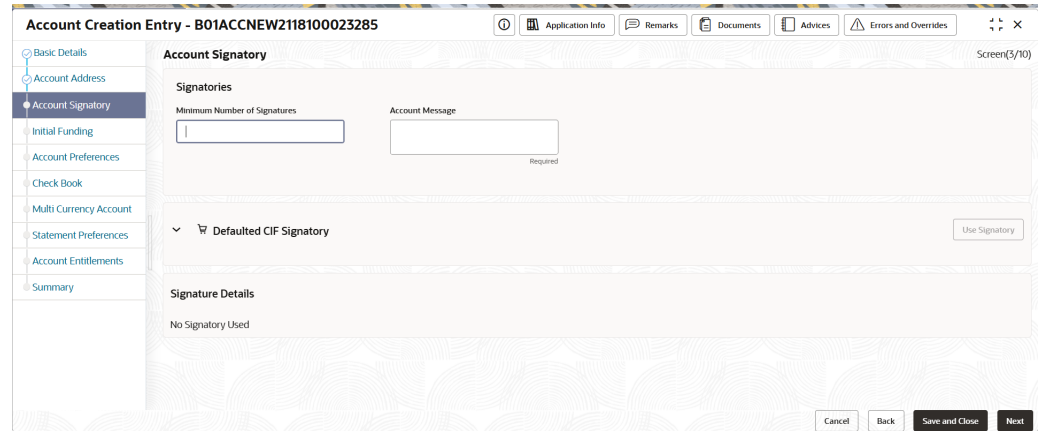 Account Creation Entry - B01ACCNEW2118100023285
Application Info
Remarks
Documents
Advices
Errors and Overrides
Basic Details
Account Address
Account Signatory
Initial Funding
Account Preferences
Check Book
Multi Currency Account
Statement Preferences
Account Entitlements
Summary
Account Signatory
Screen(3/10)
Signatories
Minimum Number of Signatures
Account Message
Required
Defaulted CIF Signatory
Use Signatory
Signature Details
No Signatory Used
Cancel
Back
Save and Close
Next